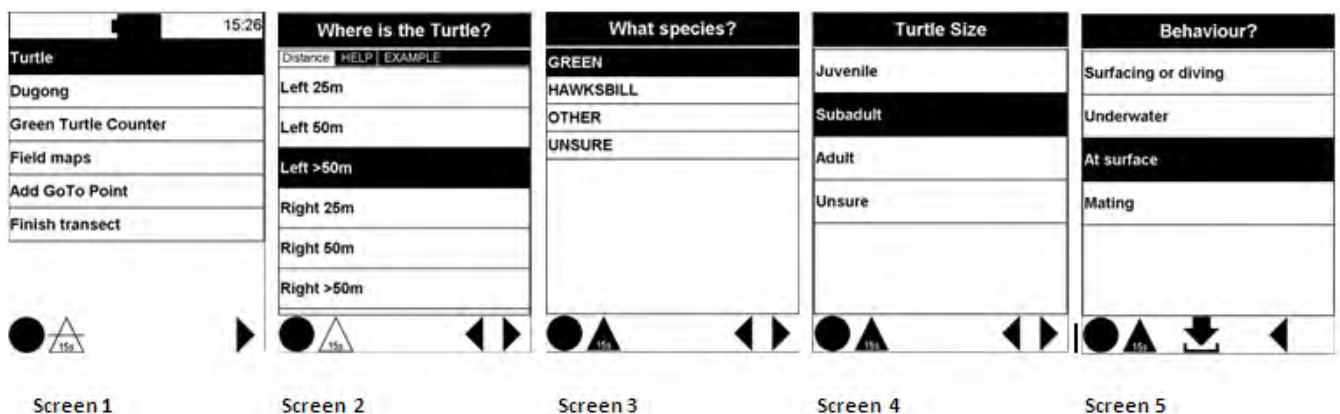 15:26
Turtle
Dugong
Green Turtle Counter
Field maps
Add GoTo Point
Finish transect
15s
Screen 1
Where is the Turtle?
Distance HELP EXAMPLE
Left 25m
Left 50m
Left >50m
Right 25m
Right 50m
Right >50m
15s
Screen 2
What species?
GREEN
HAWKSBILL
OTHER
UNSURE
15s
Screen 3
Turtle Size
Juvenile
Subadult
Adult
Unsure
15s
Screen 4
Behaviour?
Surfacing or diving
Underwater
At surface
Mating
15s
Screen 5